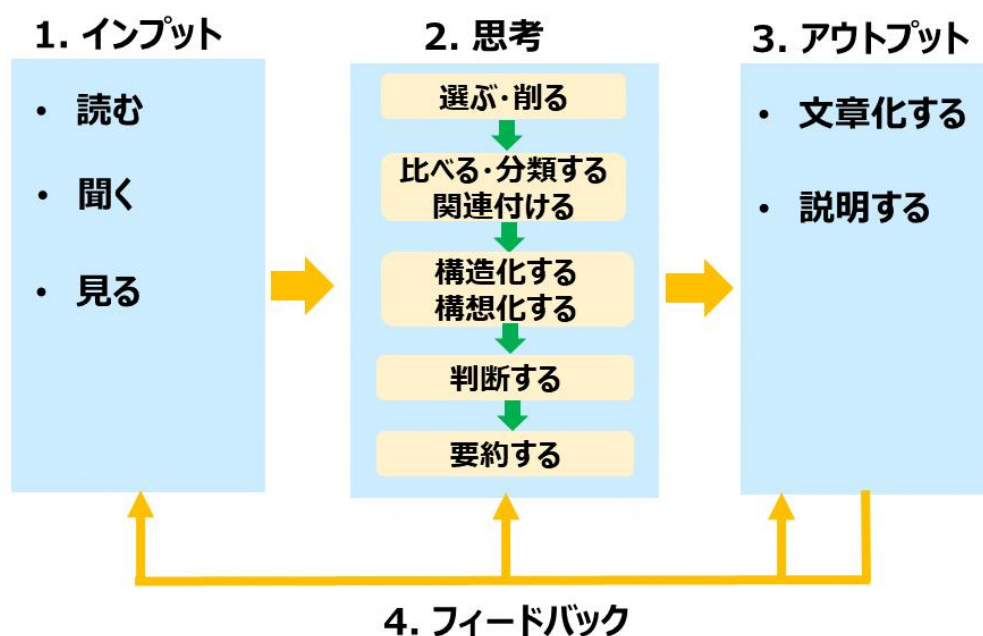 1. インプット
・ 読む
・ 聞く
・ 見る
2. 思考
選ぶ・削る
比べる・分類する
関連付ける
構造化する
構想化する
判断する
要約する
3. アウトプット
・ 文章化する
・ 説明する
4. フィードバック